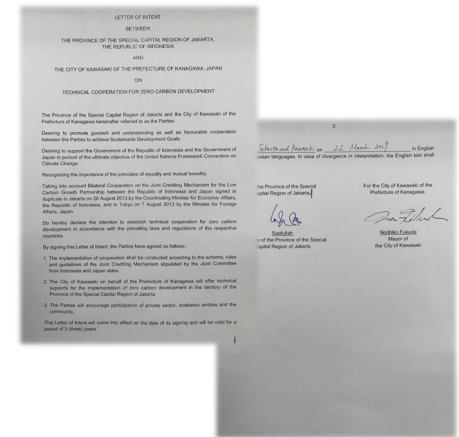 LETTER OF INTENT
BETWEEN
THE PROVINCE OF THE SPECIAL CAPITAL REGION OF JAKARTA,
THE REPUBLIC OF INDONESIA
AND
THE CITY OF KAWASAKI OF THE PREFECTURE OF KANAGAWA, JAPAN
ON
TECHNICAL COOPERATION FOR ZERO CARBON DEVELOPMENT
The Province of the Special Capital Region of Jakarta and the City of Kawasaki of the
Prefecture of Kanagawa hereinafter referred to as the Parties.
Desiring to promote goodwill and understanding as well as favourable cooperation
between the Parties to achieve Sustainable Development Goals.
Desiring to support the Government of the Republic of Indonesia and the Government of
Japan in pursuit of the ultimate objective of the United Nations Framework Convention on
Climate Change.
Recognizing the importance of the principles of equality and mutual benefits.
Taking into account Bilateral Cooperation on the Joint Crediting Mechanism for the Low
Carbon Growth Partnership between the Republic of Indonesia and Japan signed in
duplicate in Jakarta on 26 August 2013 by the Coordinating Minister for Economic Affairs,
the Republic of Indonesia, and in Tokyo on 7 August 2013 by the Minister for Foreign
Affairs, Japan.
Do hereby declare the intention to establish technical cooperation for zero carbon
development in accordance with the prevailing laws and regulations of the respective
countries.
By signing this Letter of Intent, the Parties have agreed as follows :
1. The implementation of cooperation shall be conducted according to the scheme, rules
and guidelines of the Joint Crediting Mechanism stipulated by the Joint Committee
from Indonesia and Japan sides.
2. The City of Kawasaki on behalf of the Prefecture of Kanagawa will offer technical
supports for the implementation of zero carbon development in the territory of the
Province of the Special Capital Region of Jakarta
3. The Parties will encourage participation of private sector, academic entities and the
community.
This Letter of Intent will come into effect on the date of its signing and will be valid for a
period of 3 (three) years.
2
Jakarta and Kawasaki on 22 March 2019 in English
languages. In case of divergence in interpretation, the English text shall
the Province of the Special
Capital Region of Jakarta
For the City of Kawasaki of the
Prefecture of Kanagawa,
Saefullah
of the Province of the Special
Capital Region of Jakarta
Norihiko Fukuda
Mayor of
the City of Kawasaki